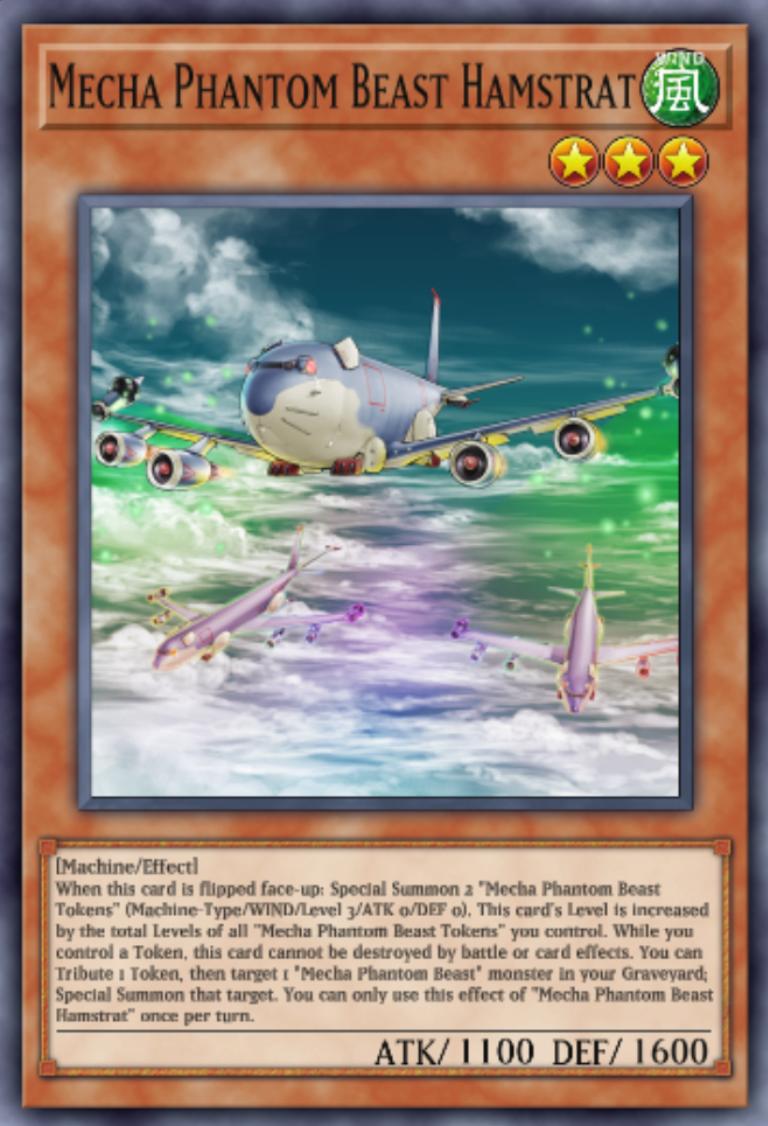 Mecha Phantom Beast Hamstrat
WIND
風
[Machine/Effect]
When this card is flipped face-up: Special Summon 2 "Mecha Phantom Beast
Tokens" (Machine-Type/WIND/Level 3/ATK 0/DEF 0). This card's Level is increased
by the total Levels of all "Mecha Phantom Beast Tokens" you control. While you
control a Token, this card cannot be destroyed by battle or card effects. You can
Tribute 1 Token, then target 1 "Mecha Phantom Beast" monster in your Graveyard;
Special Summon that target. You can only use this effect of "Mecha Phantom Beast
Hamstrat" once per turn.
ATK/ 1100 DEF/ 1600